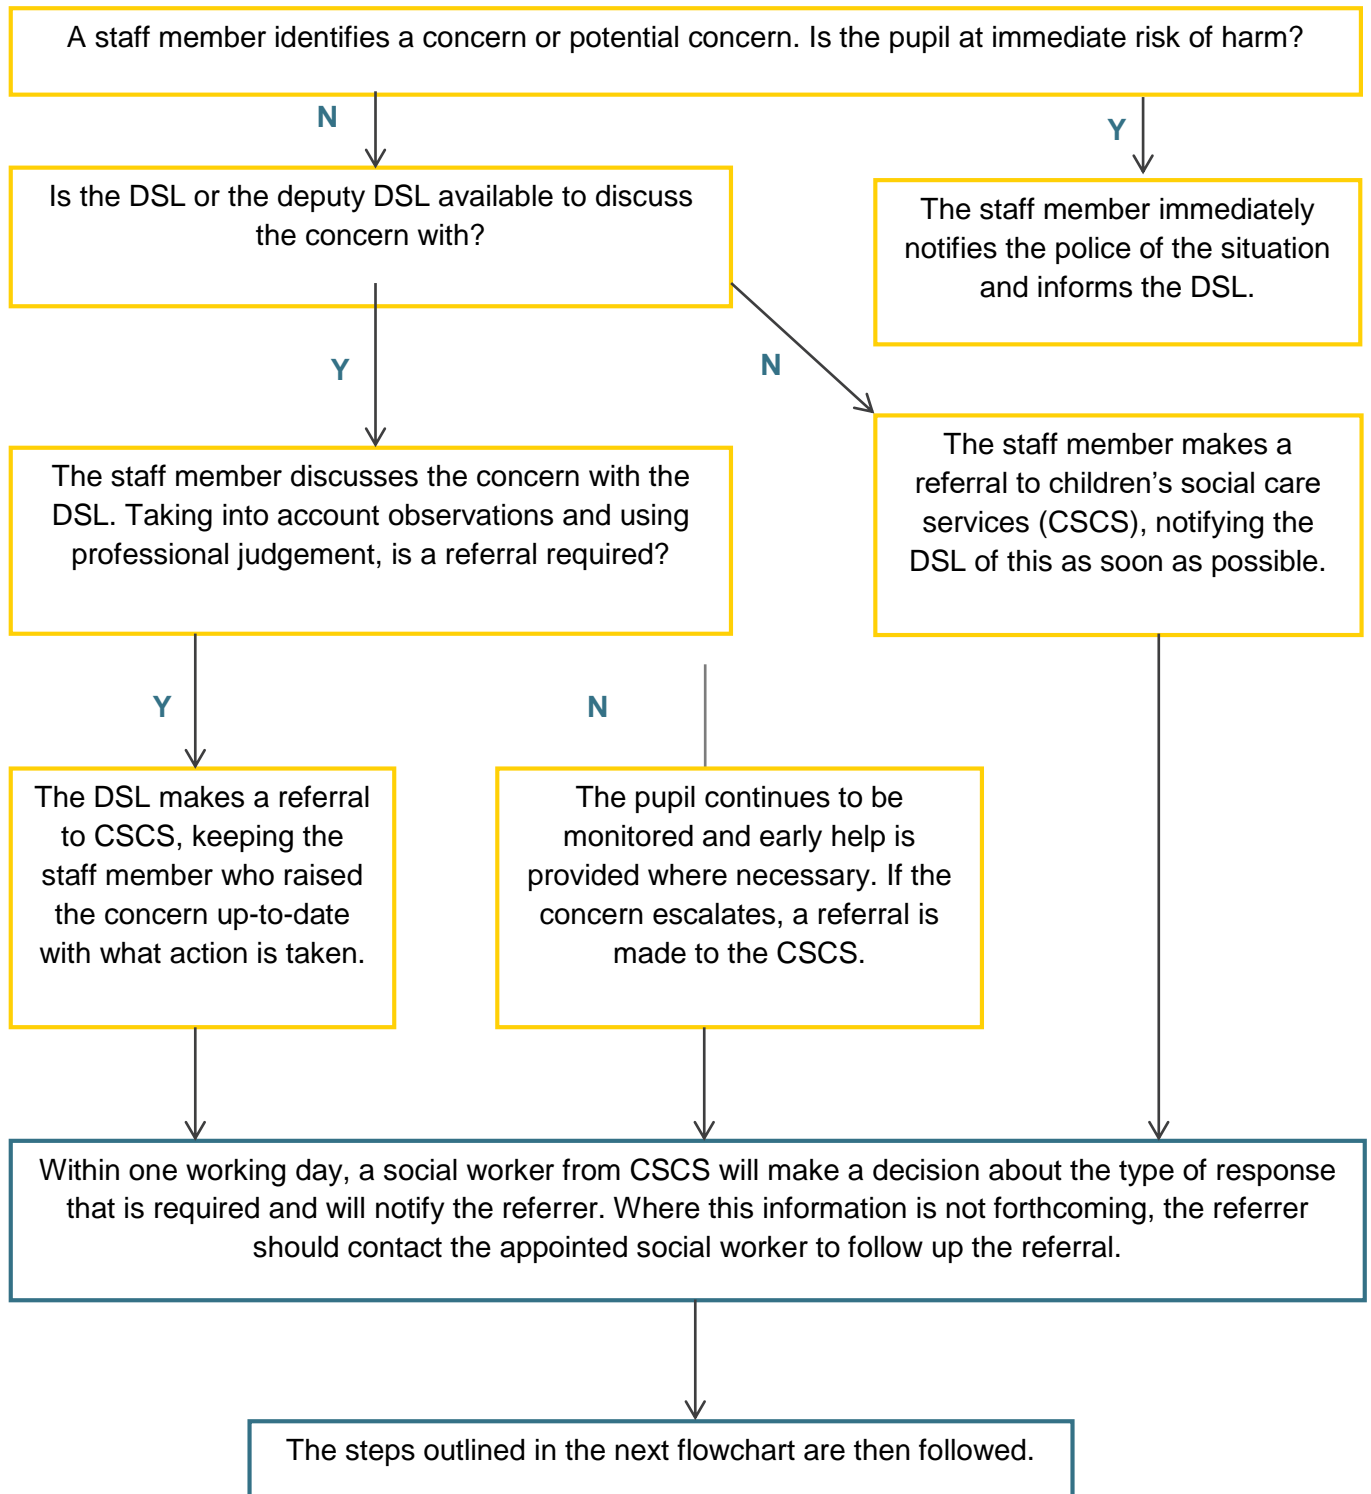 A staff member identifies a concern or potential concern. Is the pupil at immediate risk of harm?
N
Y
Is the DSL or the deputy DSL available to discuss
the concern with?
The staff member immediately
notifies the police of the situation
and informs the DSL.
Y
N
The staff member discusses the concern with the
DSL. Taking into account observations and using
professional judgement, is a referral required?
The staff member makes a
referral to children’s social care
services (CSCS), notifying the
DSL of this as soon as possible.
Y
N
The DSL makes a referral
to CSCS, keeping the
staff member who raised
the concern up-to-date
with what action is taken.
The pupil continues to be
monitored and early help is
provided where necessary. If the
concern escalates, a referral is
made to the CSCS.
Within one working day, a social worker from CSCS will make a decision about the type of response
that is required and will notify the referrer. Where this information is not forthcoming, the referrer
should contact the appointed social worker to follow up the referral.
The steps outlined in the next flowchart are then followed.